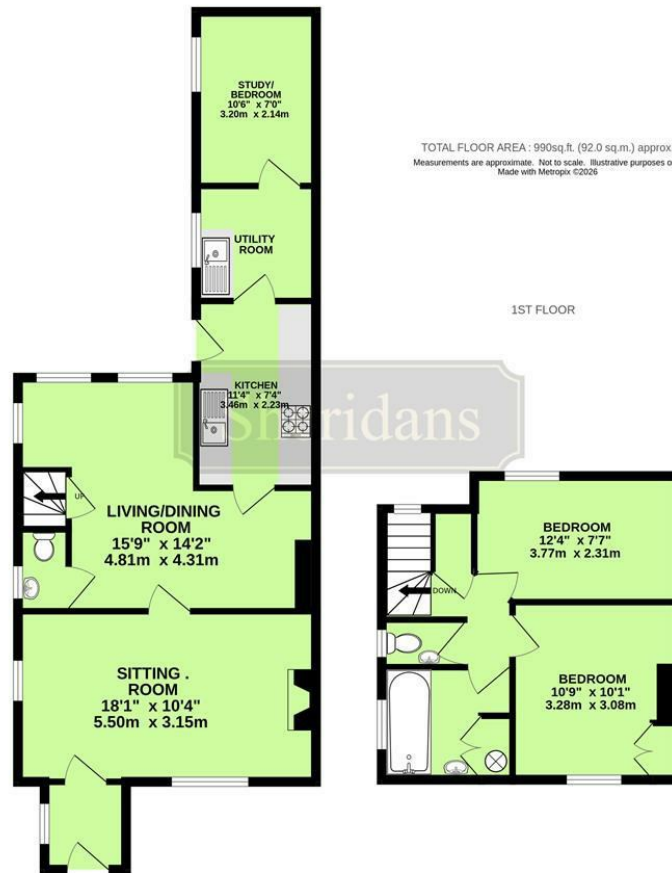 STUDY/
BEDROOM
10'6" x 7'0"
3.20m x 2.14m
TOTAL FLOOR AREA : 990sq.ft. (92.0 sq.m.) approx
Measurements are approximate. Not to scale. Illustrative purposes o
Made with Metropix ©2026
UTILITY
ROOM
1ST FLOOR
KITCHEN
11'4" x 7'4"
3.46m x 2.23m
Sheridans
UP
LIVING/DINING
ROOM
15'9" x 14'2"
4.81m x 4.31m
BEDROOM
12'4" x 7'7"
3.77m x 2.31m
DOWN
SITTING .
ROOM
18'1" x 10'4"
5.50m x 3.15m
BEDROOM
10'9" x 10'1"
3.28m x 3.08m